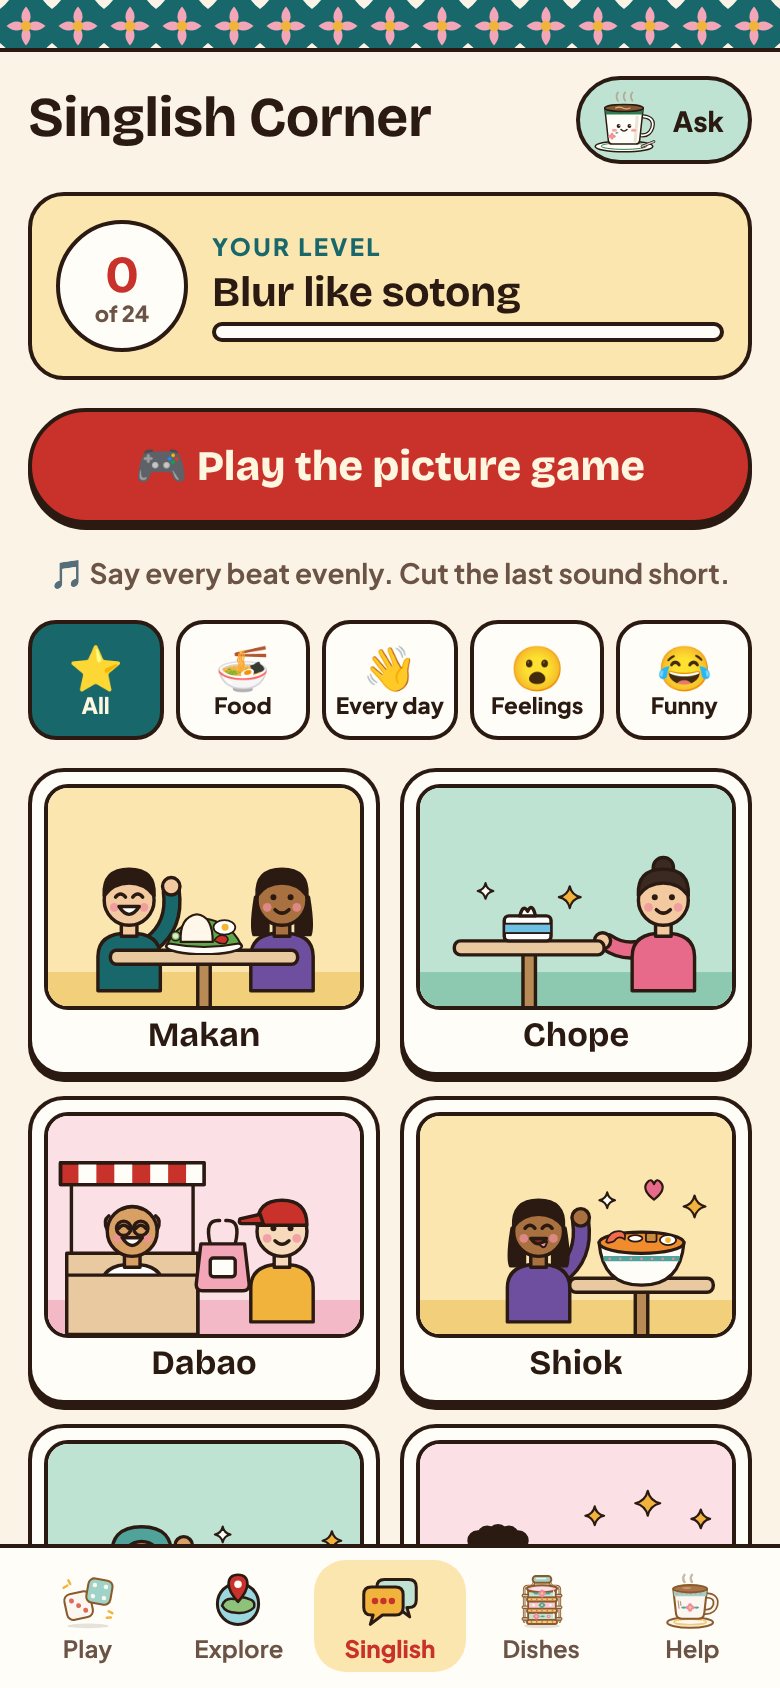 Singlish Corner
Ask
0
of 24
YOUR LEVEL
Blur like sotong
🎮 Play the picture game
🎵 Say every beat evenly. Cut the last sound short.
All
Food
Every day
Feelings
Funny
Makan
Chope
Dabao
Shiok
Play
Explore
Singlish
Dishes
Help